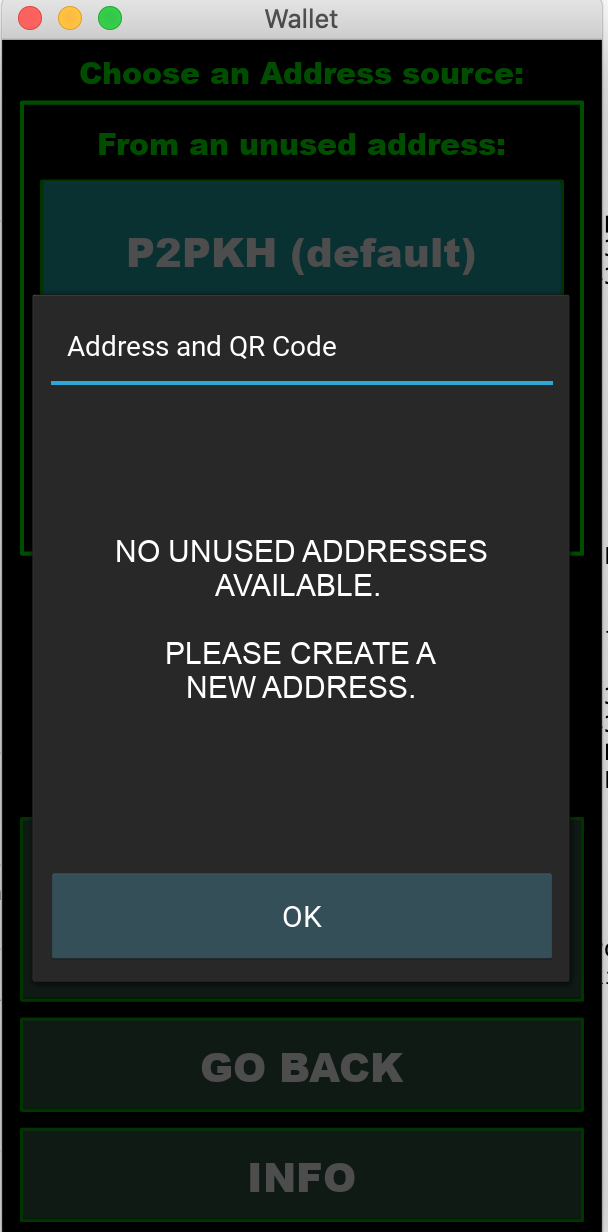 Wallet
Choose an Address source:
From an unused address:
P2PKH (default)
Address and QR Code
NO UNUSED ADDRESSES
AVAILABLE.
PLEASE CREATE A
NEW ADDRESS.
OK
GO BACK
INFO